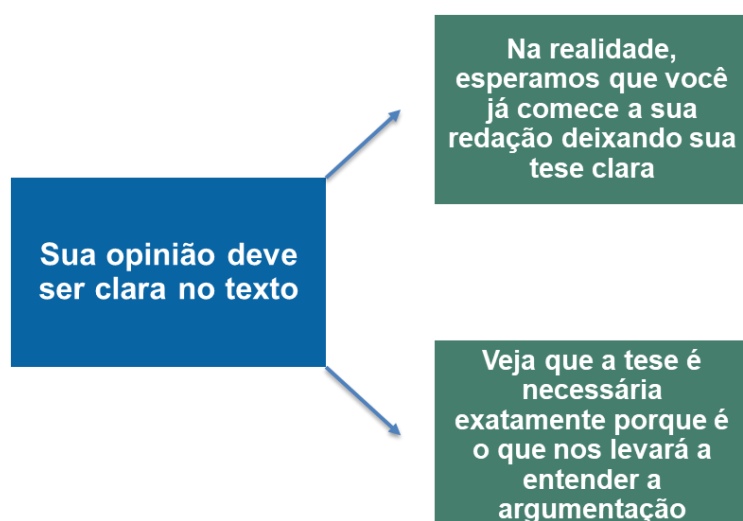 Na realidade,
esperamos que você
já comece a sua
redação deixando sua
tese clara
Sua opinião deve
ser clara no texto
Veja que a tese é
necessária
exatamente porque é
o que nos levará a
entender a
argumentação